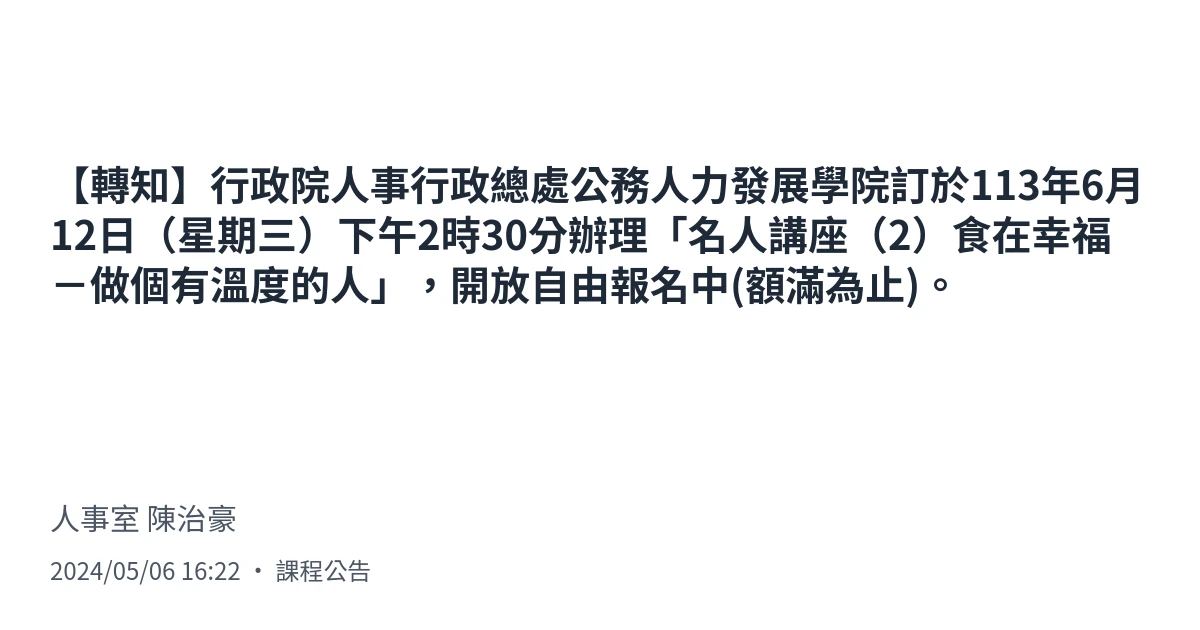 【轉知】行政院人事行政總處公務人力發展學院訂於113年6月
12日（星期三）下午2時30分辦理「名人講座（2）食在幸福
－做個有溫度的人」，開放自由報名中(額滿為止)。
人事室 陳治豪
2024/05/06 16:22 • 課程公告